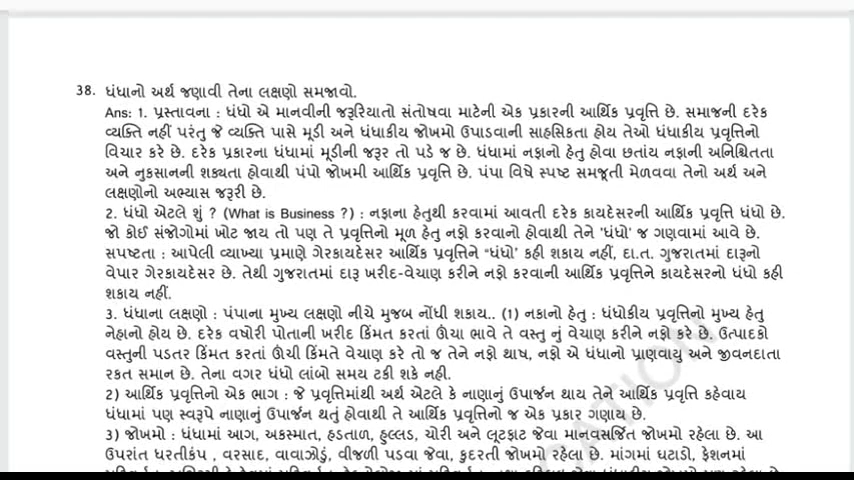 38. ધંધાનો અર્થ જણાવી તેના લક્ષણો સમજાવો.
Ans: 1. પ્રસ્તાવના : ધંધો એ માનવીની જરૂરિયાતો સંતોષવા માટેની એક પ્રકારની આર્થિક પ્રવૃત્તિ છે. સમાજની દરેક
વ્યક્તિ નહીં પરંતુ જે વ્યક્તિ પાસે મૂડી અને ધંધાકીય જોખમો ઉપાડવાની સાહસિકતા હોય તેઓ ધંધાકીય પ્રવૃત્તિનો
વિચાર કરે છે. દરેક પ્રકારના ધંધામાં મૂડીની જરૂર તો પડે જ છે. ધંધામાં નફાનો હેતુ હોવા છતાંય નફાની અનિશ્ચિતતા
અને નુકસાનની શક્યતા હોવાથી પંપો જોખમી આર્થિક પ્રવૃત્તિ છે. પંપા વિષે સ્પષ્ટ સમજૂતી મેળવવા તેનો અર્થ અને
લક્ષણોનો અભ્યાસ જરૂરી છે.
2. ધંધો એટલે શું ? (What is Business ?) : નફાના હેતુથી કરવામાં આવતી દરેક કાયદેસરની આર્થિક પ્રવૃત્તિ ધંધો છે.
જો કોઈ સંજોગોમાં ખોટ જાય તો પણ તે પ્રવૃત્તિનો મૂળ હેતુ નફો કરવાનો હોવાથી તેને 'ધંધો' જ ગણવામાં આવે છે.
સપષ્ટતા : આપેલી વ્યાખ્યા પ્રમાણે ગેરકાયદેસર આર્થિક પ્રવૃત્તિને “ધંધો’ કહી શકાય નહીં, દા.ત. ગુજરાતમાં દારૂનો
વેપાર ગેરકાયદેસર છે. તેથી ગુજરાતમાં દારૂ ખરીદ-વેચાણ કરીને નફો કરવાની આર્થિક પ્રવૃત્તિને કાયદેસરનો ધંધો કહી
શકાય નહીં.
3. ધંધાના લક્ષણો : પંપાના મુખ્ય લક્ષણો નીચે મુજબ નોંધી શકાય.. (1) નકાનો હેતુ : ધંધોકીય પ્રવૃત્તિનો મુખ્ય હેતુ
નેહાનો હોય છે. દરેક વષોરી પોતાની ખરીદ કિંમત કરતાં ઊંચા ભાવે તે વસ્તુ નું વેચાણ કરીને નફો કરે છે. ઉત્પાદકો
વસ્તુની પડતર કિંમત કરતાં ઊંચી કિંમતે વેચાણ કરે તો જ તેને નફો થાષ, નફો એ ધંધાનો પ્રાણવાયુ અને જીવનદાતા
રકત સમાન છે. તેના વગર ધંધો લાંબો સમય ટકી શકે નહી.
2) આર્થિક પ્રવૃત્તિનો એક ભાગ : જે પ્રવૃત્તિમાંથી અર્થ એટલે કે નાણાનું ઉપાર્જન થાય તેને આર્થિક પ્રવૃત્તિ કહેવાય
ધંધામાં પણ સ્વરૂપે નાણાનું ઉપાર્જન થતું હોવાથી તે આર્થિક પ્રવૃત્તિનો જ એક પ્રકાર ગણાય છે.
3) જોખમો : ધંધામાં આગ, અકસ્માત, હડતાળ, હુલ્લડ, ચોરી અને લૂટફાટ જેવા માનવસર્જિત જોખમો રહેલા છે. આ
ઉપરાંત ધરતીકંપ , વરસાદ, વાવાઝોડું, વીજળી પડવા જેવા, કુદરતી જોખમો રહેલા છે. માંગમાં ઘટાડો, ફેશનમાં